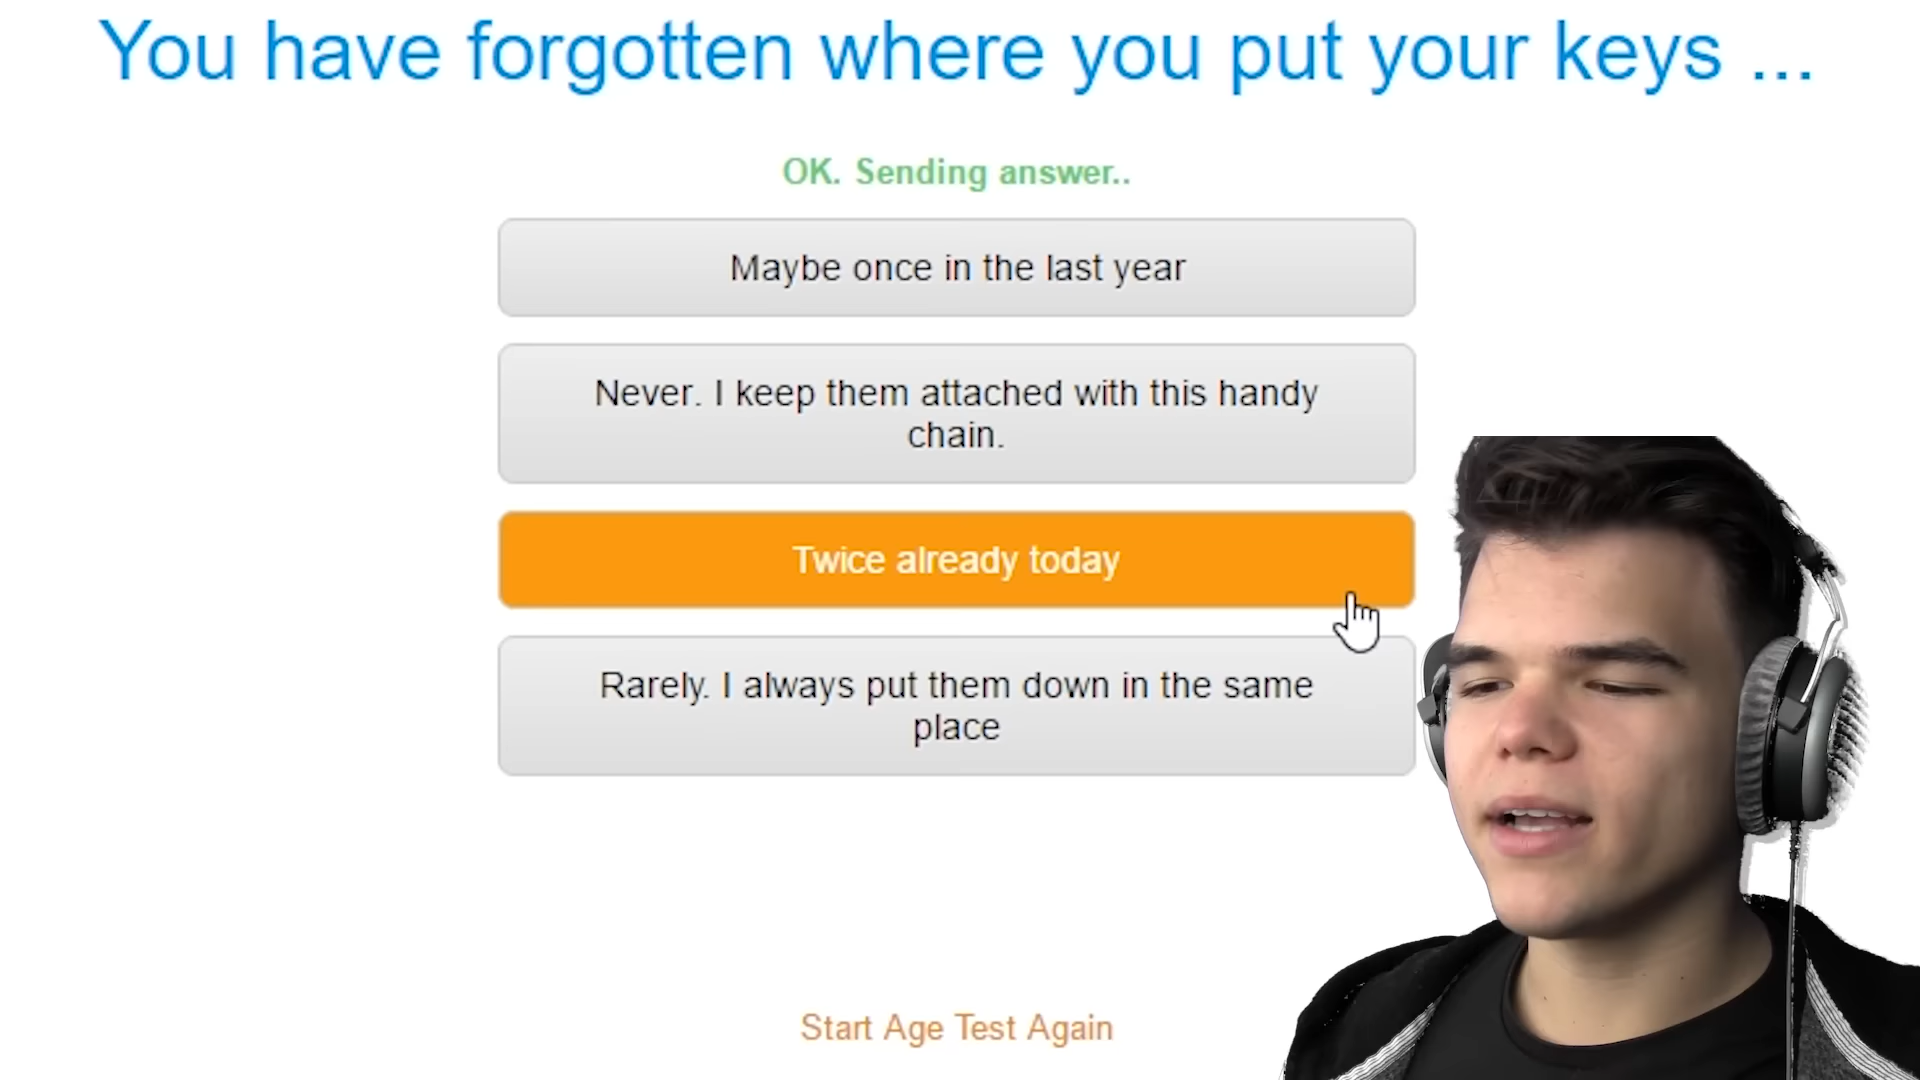 You have forgotten where you put your keys ...
OK. Sending answer..
Maybe once in the last year
Never. I keep them attached with this handy
chain.
Twice already today
Rarely. I always put them down in the same
place
Start Age Test Again